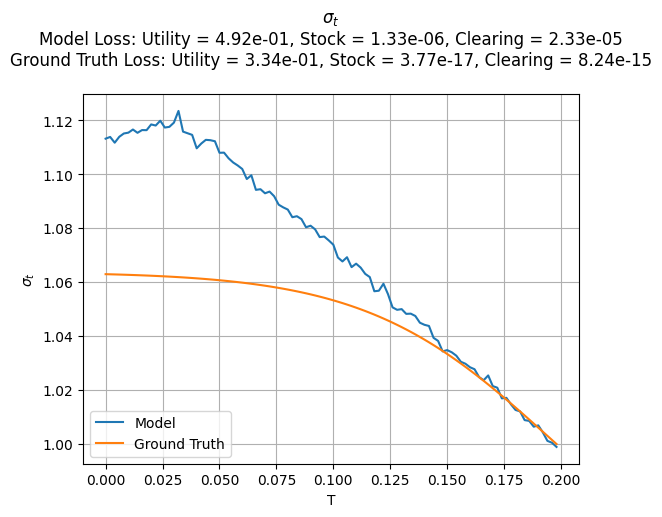 σt
Model Loss: Utility = 4.92e-01, Stock = 1.33e-06, Clearing = 2.33e-05
Ground Truth Loss: Utility = 3.34e-01, Stock = 3.77e-17, Clearing = 8.24e-15
1.12
1.10
1.08
1.06
1.04
1.02
1.00
σt
Model
Ground Truth
0.000 0.025 0.050 0.075 0.100 0.125 0.150 0.175 0.200
T